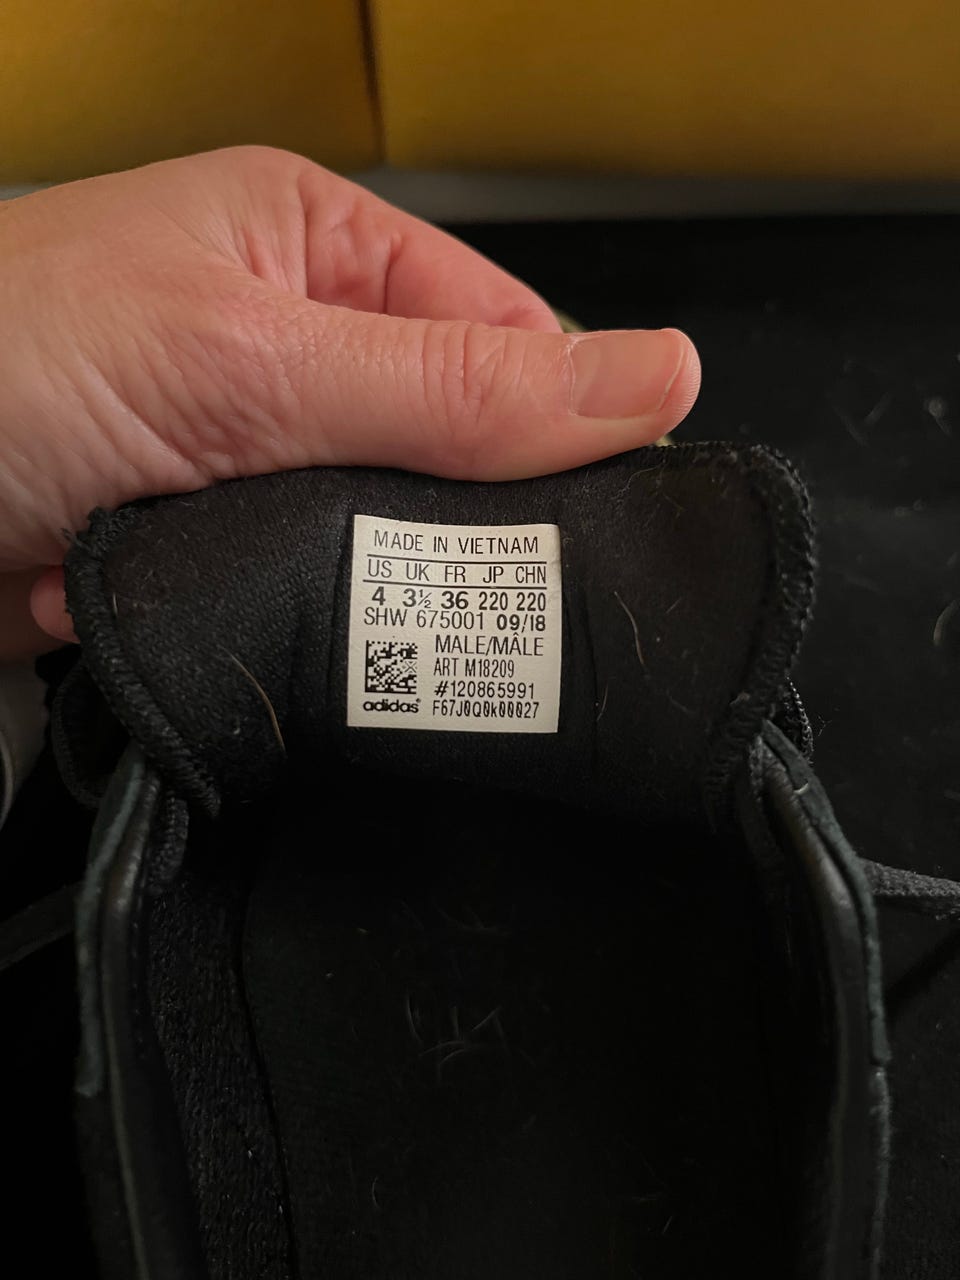 MADE IN VIETNAM
US UK FR JP CHN
4 3½ 36 220 220
SHW 675001 09/18
MALE/MÂLE
ART M18209
#120865991
adidas® F67J0Q0k00027